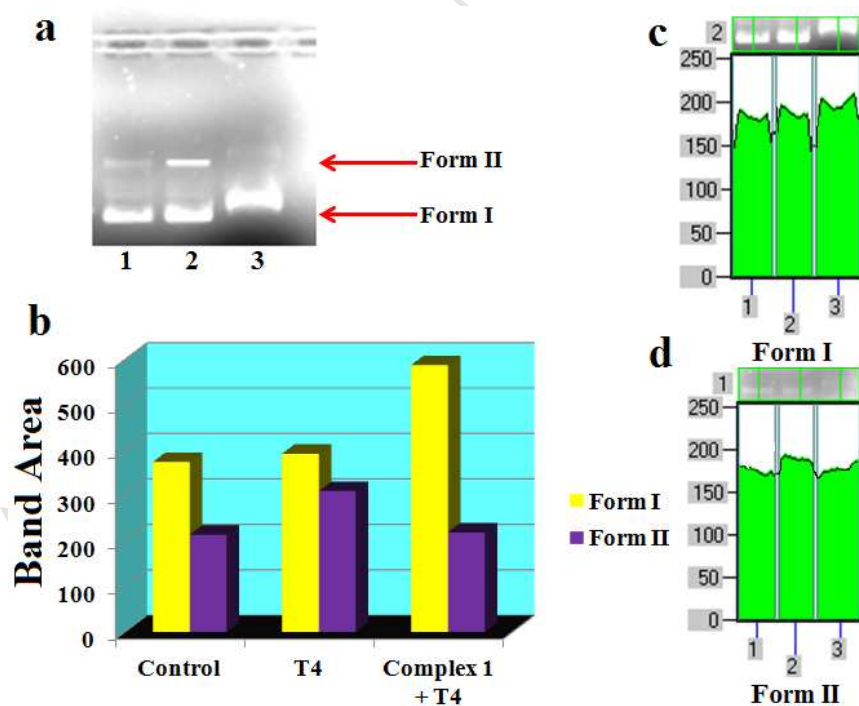 a
Form II
Form I
1 2 3
b
Band Area
600
500
400
300
200
100
0
Control T4 Complex 1
+ T4
Form I
Form II
c
2
250
200
150
100
50
0
1 2 3
Form I
d
1
250
200
150
100
50
0
1 2 3
Form II